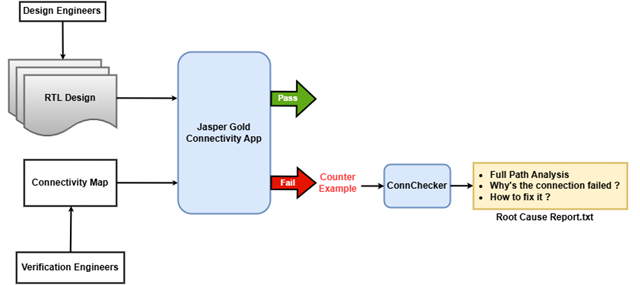 Design Engineers
RTL Design
Jasper Gold
Connectivity App
Pass
Connectivity Map
Fail
Counter
Example
ConnChecker
• Full Path Analysis
• Why's the connection failed ?
• How to fix it ?
Root Cause Report.txt
Verification Engineers